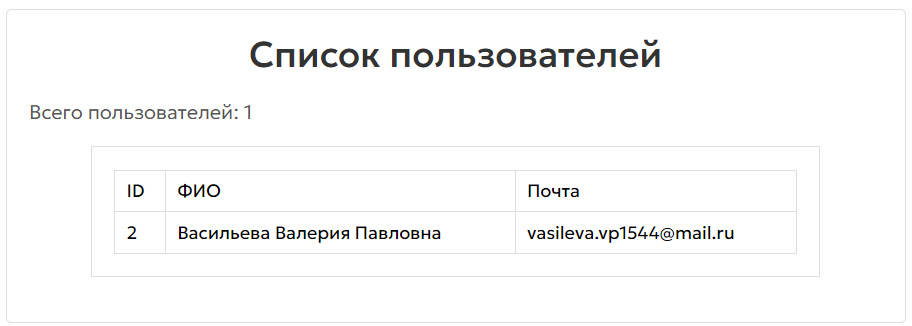 Список пользователей
Всего пользователей: 1
ID ФИО Почта
2 Васильева Валерия Павловна vasileva.vp1544@mail.ru